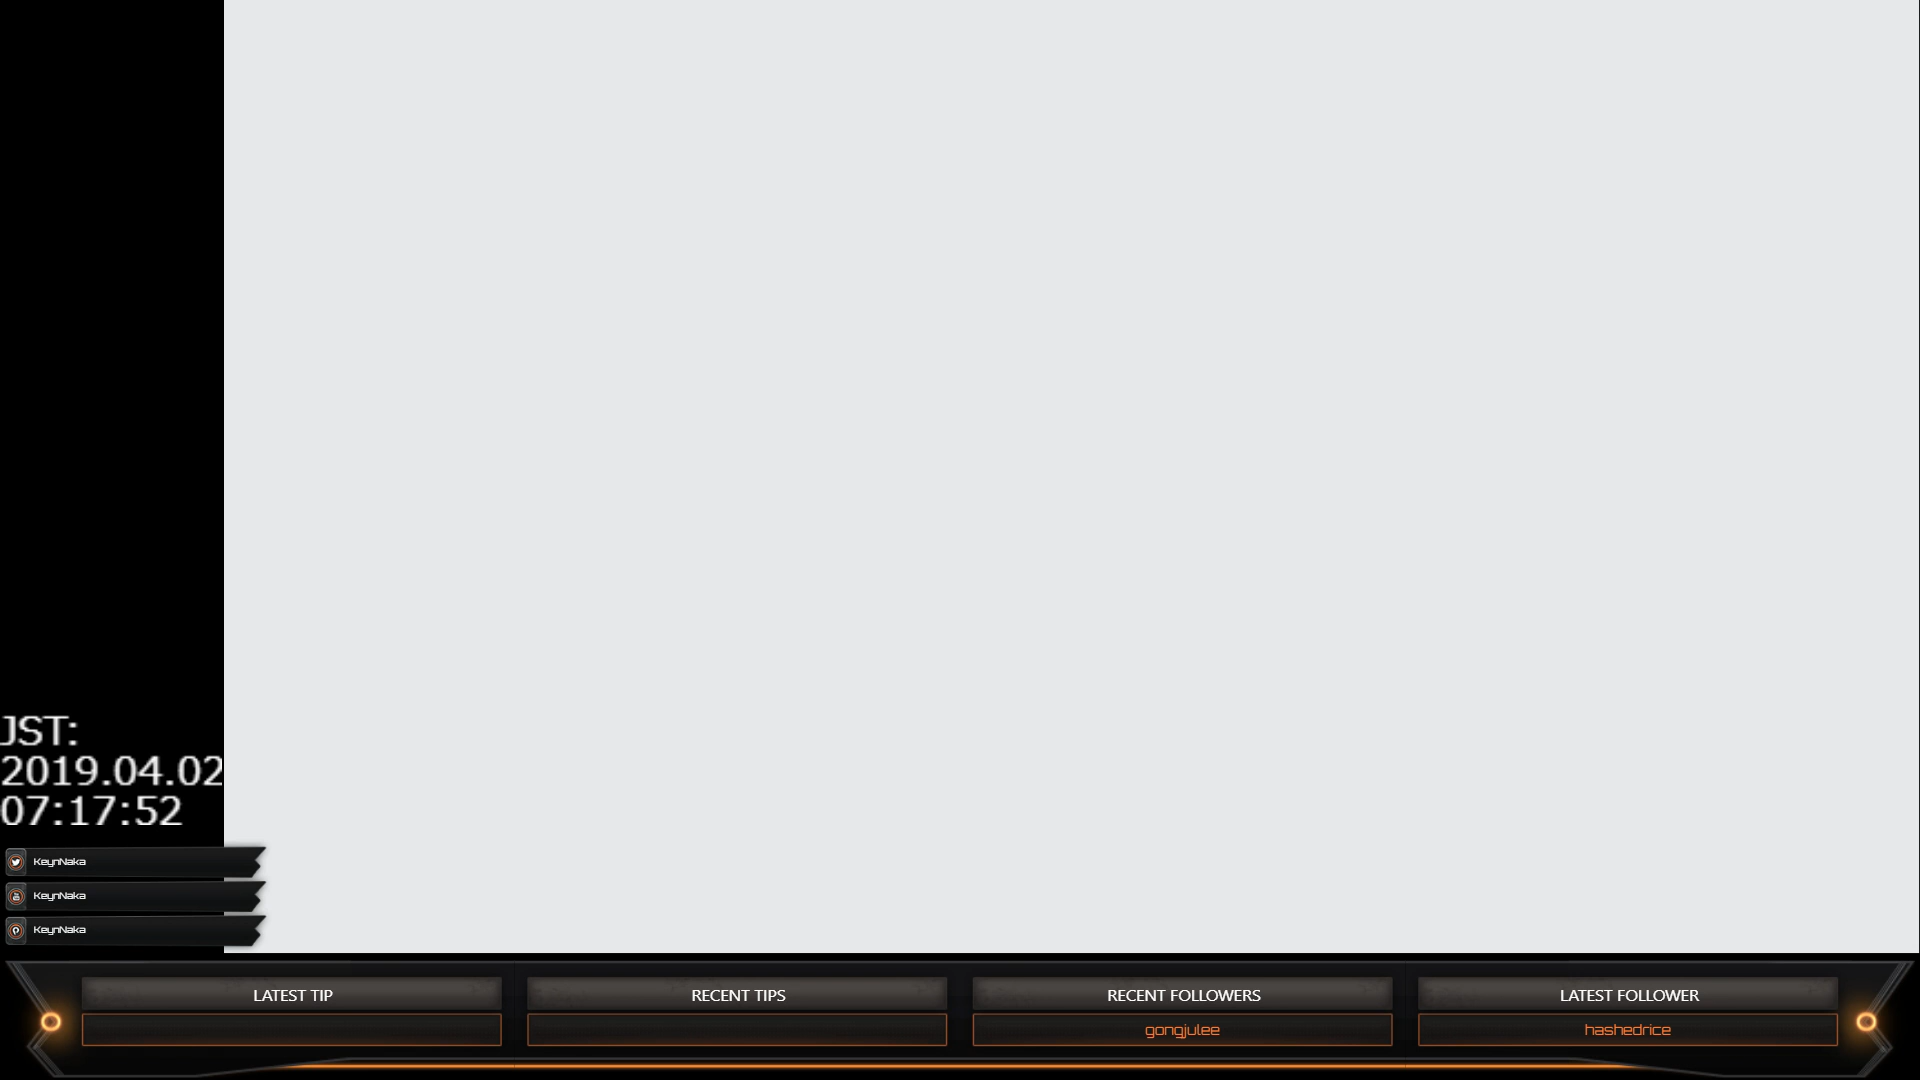 JST:
2019.04.02
07:17:52
KeynNaka
KeynNaka
KeynNaka
LATEST TIP
RECENT TIPS
RECENT FOLLOWERS
LATEST FOLLOWER
gongjulee
hashedrice